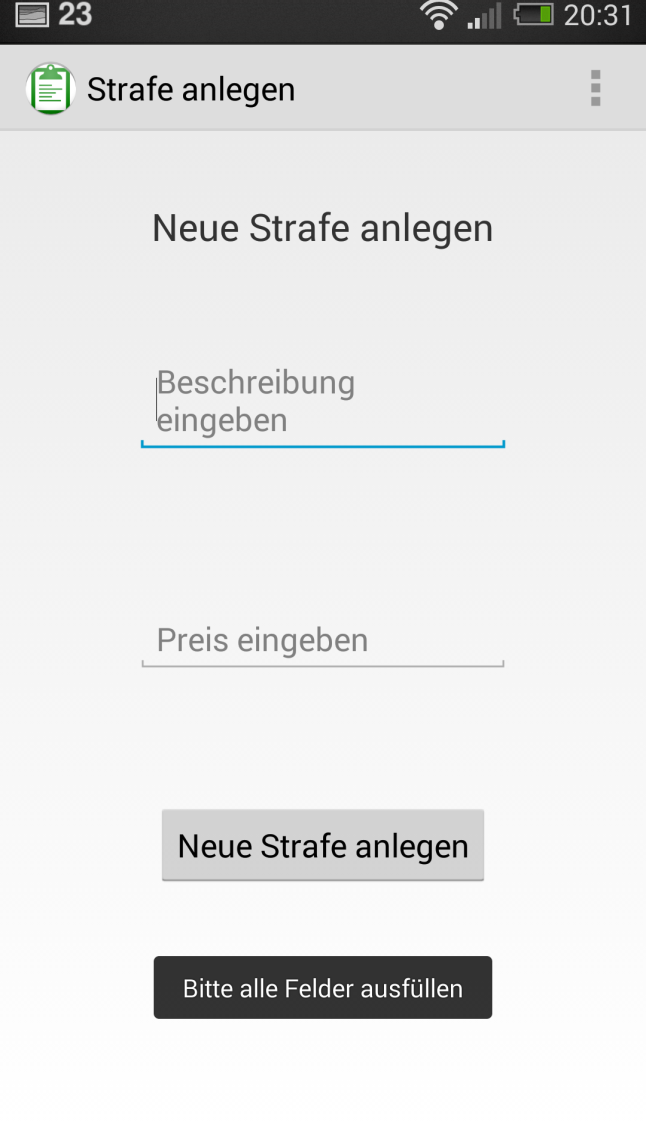 23 20:31
Strafe anlegen
Neue Strafe anlegen
Beschreibung
eingeben
Preis eingeben
Neue Strafe anlegen
Bitte alle Felder ausfüllen